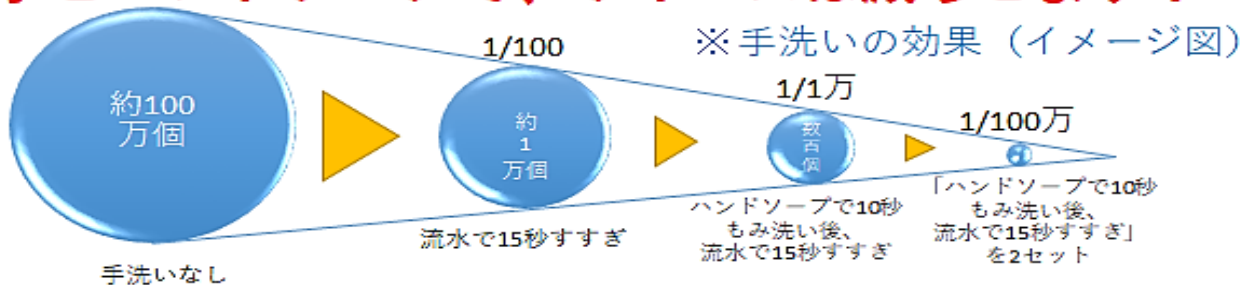 ※手洗いの効果（イメージ図）
約100
万個
手洗いなし
1/100
約
1
万個
流水で15秒すすぎ
1/1万
数
百
個
ハンドソープで10秒
もみ洗い後、
流水で15秒すすぎ
1/100万
「ハンドソープで10秒
もみ洗い後、
流水で15秒すすぎ」
を2セット